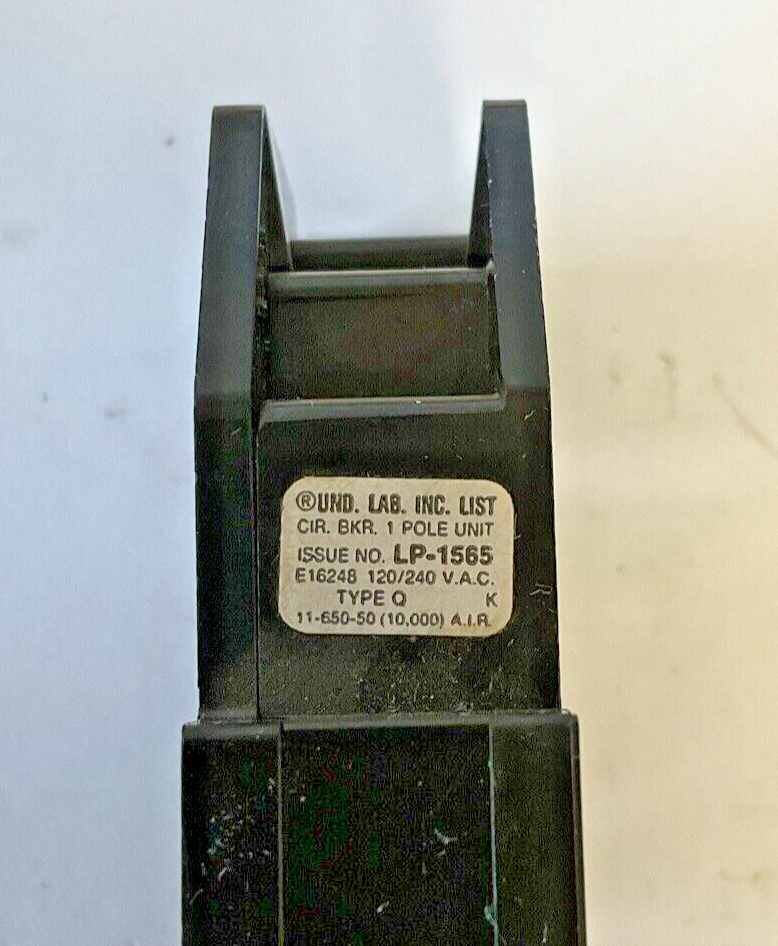 ®UND. LAB. INC. LIST
CIR. BKR. 1 POLE UNIT
ISSUE NO. LP-1565
E16248 120/240 V.A.C.
TYPE Q K
11-650-50 (10,000) A.I.R.